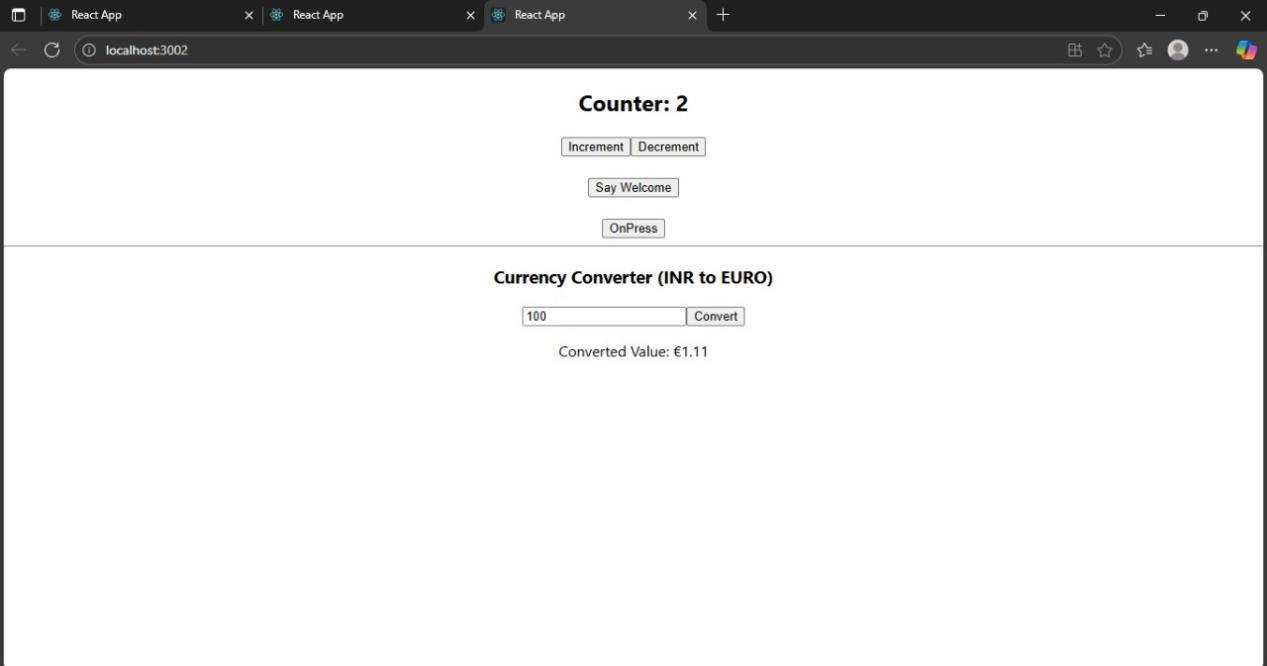 React App React App React App
localhost:3002
Counter: 2
Increment Decrement
Say Welcome
OnPress
Currency Converter (INR to EURO)
100 Convert
Converted Value: €1.11